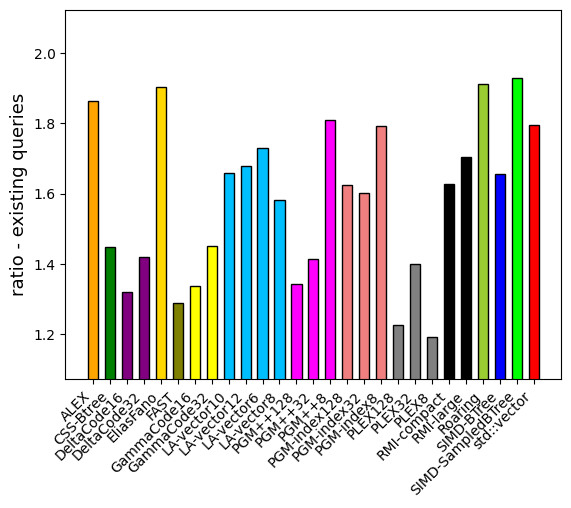 ratio - existing queries
2.0
1.8
1.6
1.4
1.2
ALEX
CSS-Btree
DeltaCode16
DeltaCode32
EliasFano
FAST
GammaCode16
GammaCode32
LA-vector10
LA-vector12
LA-vector6
LA-vector8
PGM++128
PGM++32
PGM++8
PGM-index128
PGM-index32
PGM-index8
PLEX128
PLEX32
PLEX8
RMI-compact
RMI-large
Roaring
SIMD-BTree
SIMD-SampledBTree
std::vector